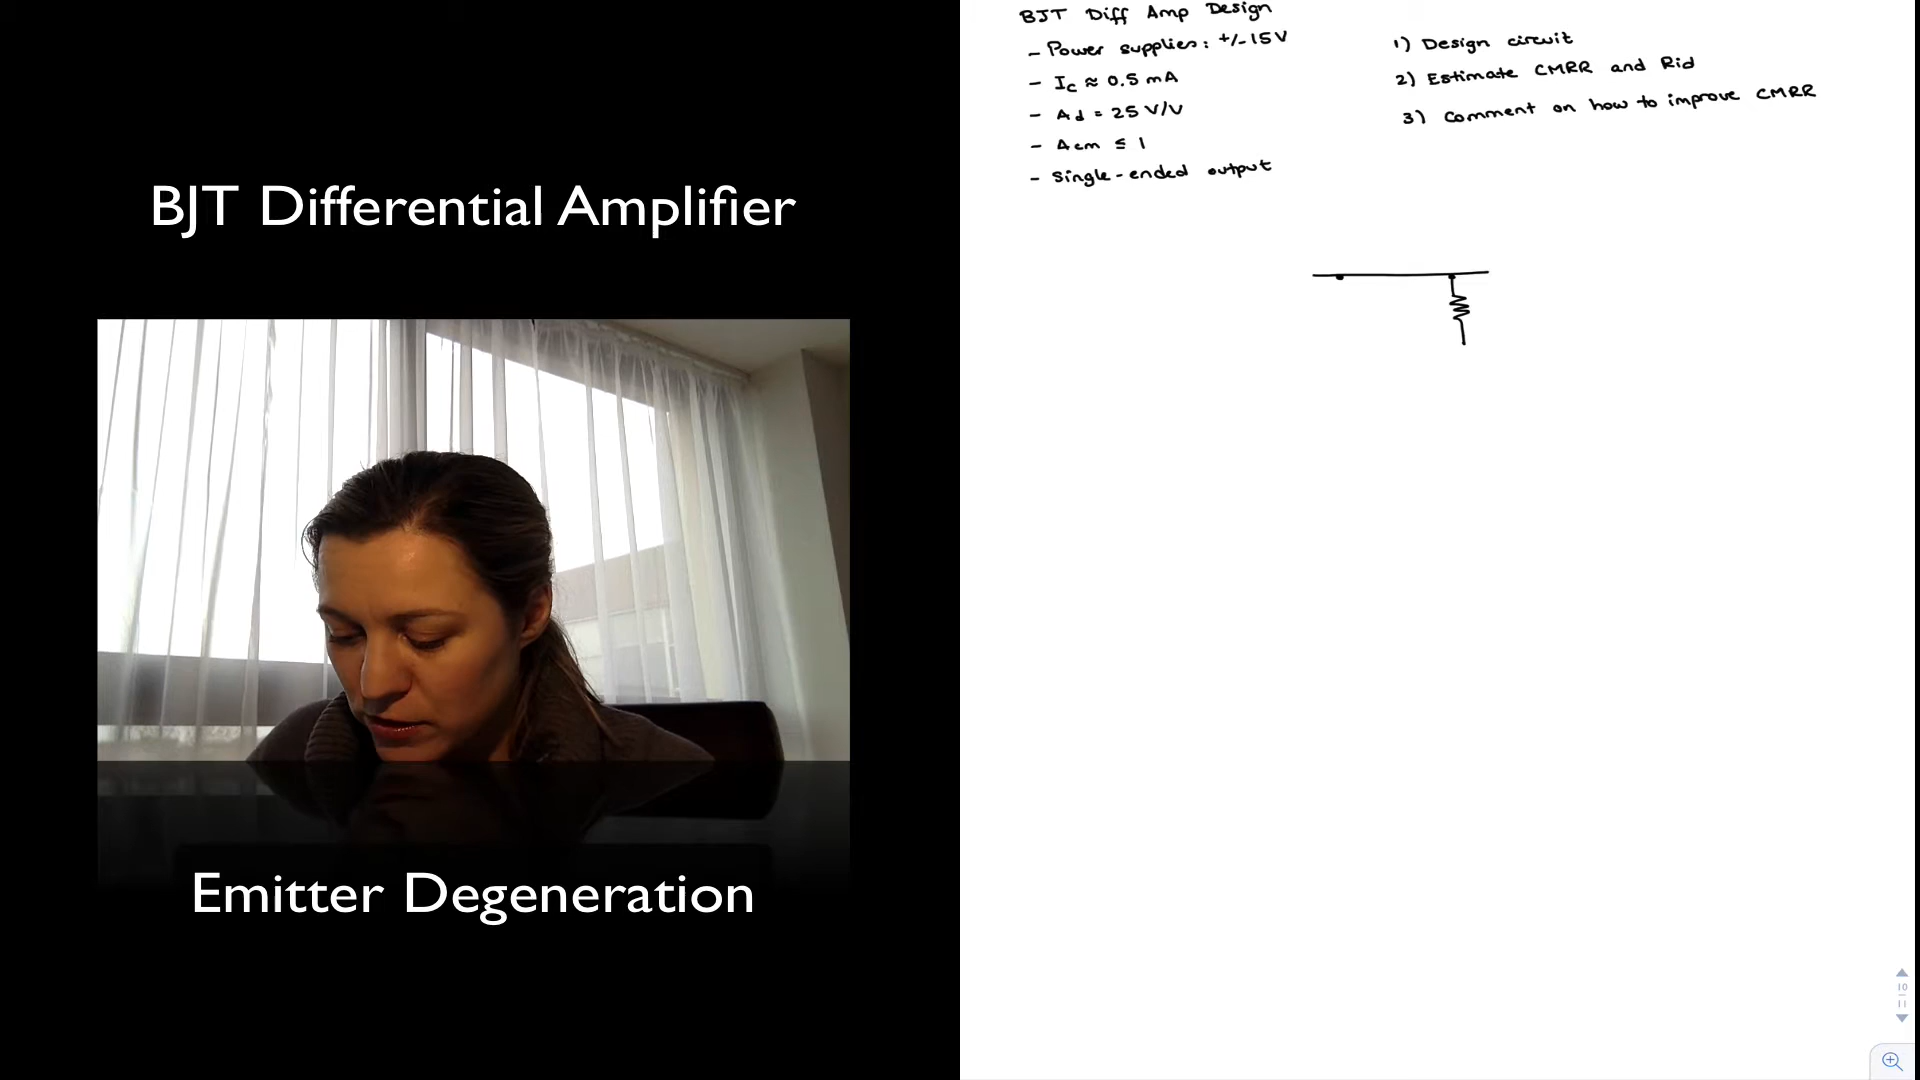 BJT Differential Amplifier
Emitter Degeneration
BJT Diff Amp Design
- Power supplies: +/-15V
- Ic ≈ 0.5 mA
- Ad = 25 V/V
- Acm ≤ 1
- Single-ended output
1) Design circuit
2) Estimate CMRR and Rid
3) Comment on how to improve CMRR
10
11